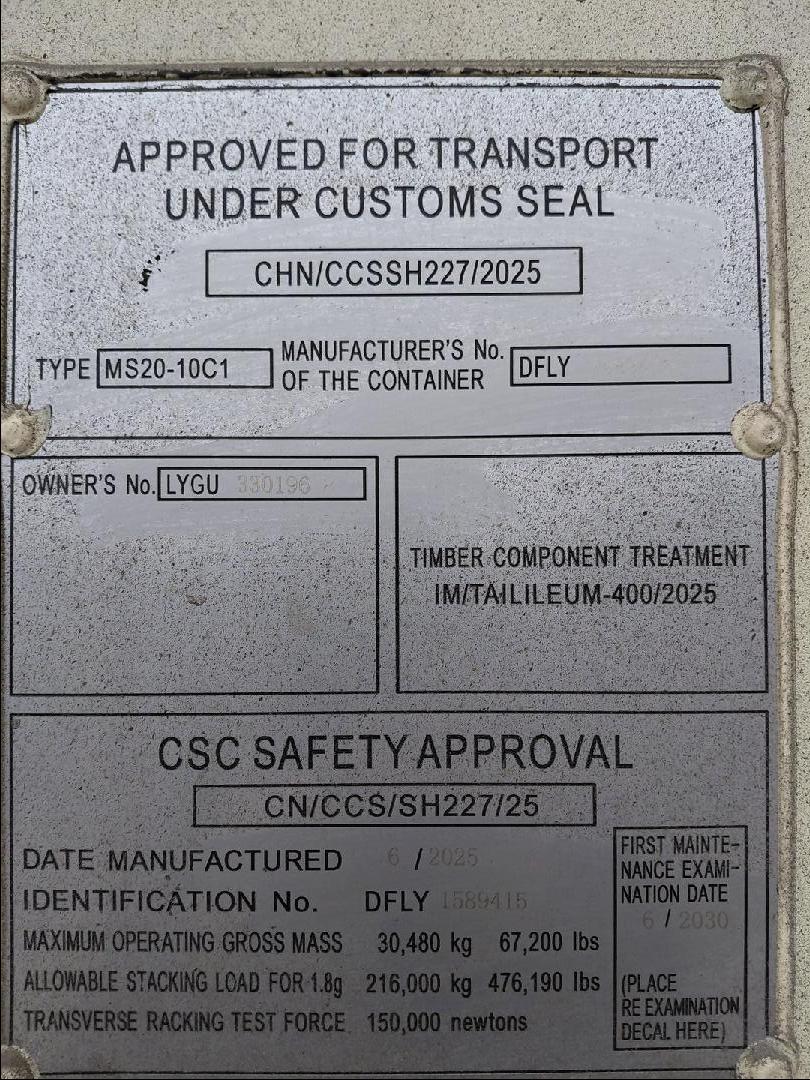 APPROVED FOR TRANSPORT
UNDER CUSTOMS SEAL
CHN/CCSSH227/2025
TYPE MS20-10C1 MANUFACTURER'S No. OF THE CONTAINER DFLY
OWNER'S No. LYGU 330196
TIMBER COMPONENT TREATMENT
IM/TAILILEUM-400/2025
CSC SAFETY APPROVAL
CN/CCS/SH227/25
DATE MANUFACTURED 6 / 2025
IDENTIFICATION No. DFLY 1589415
MAXIMUM OPERATING GROSS MASS 30,480 kg 67,200 lbs
ALLOWABLE STACKING LOAD FOR 1.8g 216,000 kg 476,190 lbs
TRANSVERSE RACKING TEST FORCE 150,000 newtons
FIRST MAINTE-
NANCE EXAMI-
NATION DATE
6 / 2030
(PLACE
RE EXAMINATION
DECAL HERE)